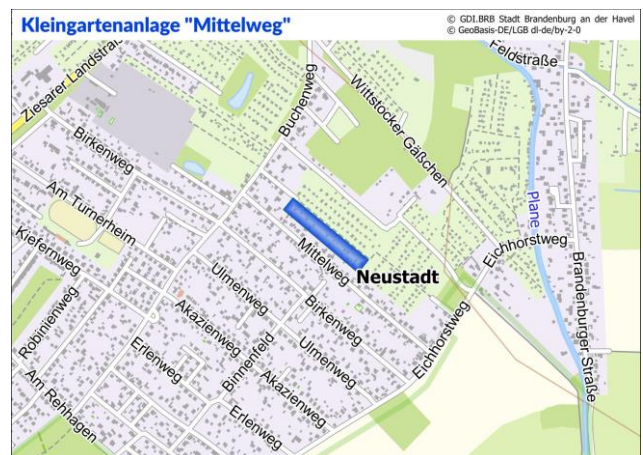 Kleingartenanlage "Mittelweg"
© GDI.BRB Stadt Brandenburg an der Havel
© GeoBasis-DE/LGB dl-de/by-2-0
Ziesarer Landstraß
Feldstraße
Buchenweg
Wittstocker Gäßchen
Birkenweg
Plane
Am Turnerheim
Kiefernweg
Mittelweg
Eichhorstweg
Neustadt
Brandenburger Straße
Robinienweg
Ulmenweg
Birkenweg
Akazienweg
Eichhorstweg
Erlenweg
Binnenfeld
Ulmenweg
Am Rehhagen
Akazienweg
Erlenweg